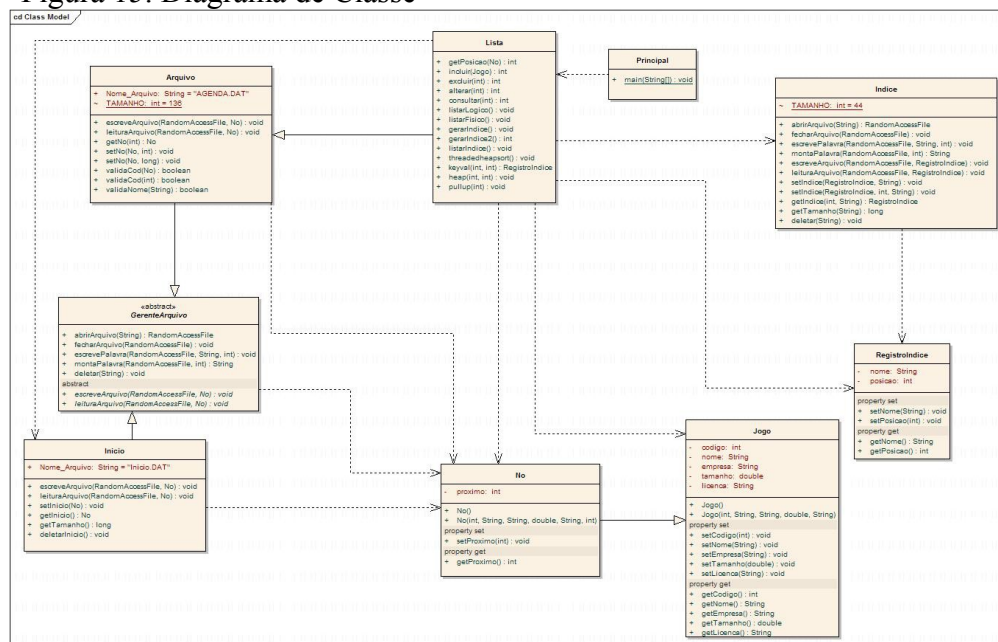 Figura 15: Diagrama de Classe
cd Class Model
Lista
+ getPosicao(No) : int
+ incluir(Jogo) : int
+ excluir(int) : int
+ alterar(int) : int
+ consultar(int) : int
+ listarLogico() : void
+ listarFisico() : void
+ gerarIndice() : void
+ gerarIndice2() : int
+ listarIndice() : void
+ threadedheapsort() : void
+ keyval(int, int) : RegistroIndice
+ heap(int, int) : void
+ pullup(int) : void
Principal
+ main(String[]) : void
Arquivo
+ Nome_Arquivo: String = "AGENDA.DAT"
~ TAMANHO: int = 136
+ escreveArquivo(RandomAccessFile, No) : void
+ leituraArquivo(RandomAccessFile, No) : void
+ getNo(int) : No
+ setNo(No, int) : void
+ setNo(No, long) : void
+ validaCod(No) : boolean
+ validaCod(int) : boolean
+ validaNome(String) : boolean
Indice
~ TAMANHO: int = 44
+ abrirArquivo(String) : RandomAccessFile
+ fecharArquivo(RandomAccessFile) : void
+ escrevePalavra(RandomAccessFile, String, int) : void
+ montaPalavra(RandomAccessFile, int) : String
+ escreveArquivo(RandomAccessFile, RegistroIndice) : void
+ leituraArquivo(RandomAccessFile, RegistroIndice) : void
+ setIndice(RegistroIndice, String) : void
+ setIndice(RegistroIndice, int, String) : void
+ getIndice(int, String) : RegistroIndice
+ getTamanho(String) : long
+ deletar(String) : void
«abstract»
GerenteArquivo
+ abrirArquivo(String) : RandomAccessFile
+ fecharArquivo(RandomAccessFile) : void
+ escrevePalavra(RandomAccessFile, String, int) : void
+ montaPalavra(RandomAccessFile, int) : String
+ deletar(String) : void
abstract
+ escreveArquivo(RandomAccessFile, No) : void
+ leituraArquivo(RandomAccessFile, No) : void
RegistroIndice
- nome: String
- posicao: int
property set
+ setNome(String) : void
+ setPosicao(int) : void
property get
+ getNome() : String
+ getPosicao() : int
Inicio
+ Nome_Arquivo: String = "Inicio.DAT"
+ escreveArquivo(RandomAccessFile, No) : void
+ leituraArquivo(RandomAccessFile, No) : void
+ setInicio(No) : void
+ getInicio() : No
+ getTamanho() : long
+ deletarInicio() : void
No
- proximo: int
+ No()
+ No(int, String, String, double, String, int)
property set
+ setProximo(int) : void
property get
+ getProximo() : int
Jogo
- codigo: int
- nome: String
- empresa: String
- tamanho: double
- licenca: String
+ Jogo()
+ Jogo(int, String, String, double, String)
property set
+ setCodigo(int) : void
+ setNome(String) : void
+ setEmpresa(String) : void
+ setTamanho(double) : void
+ setLicenca(String) : void
property get
+ getCodigo() : int
+ getNome() : String
+ getEmpresa() : String
+ getTamanho() : double
+ getLicenca() : String